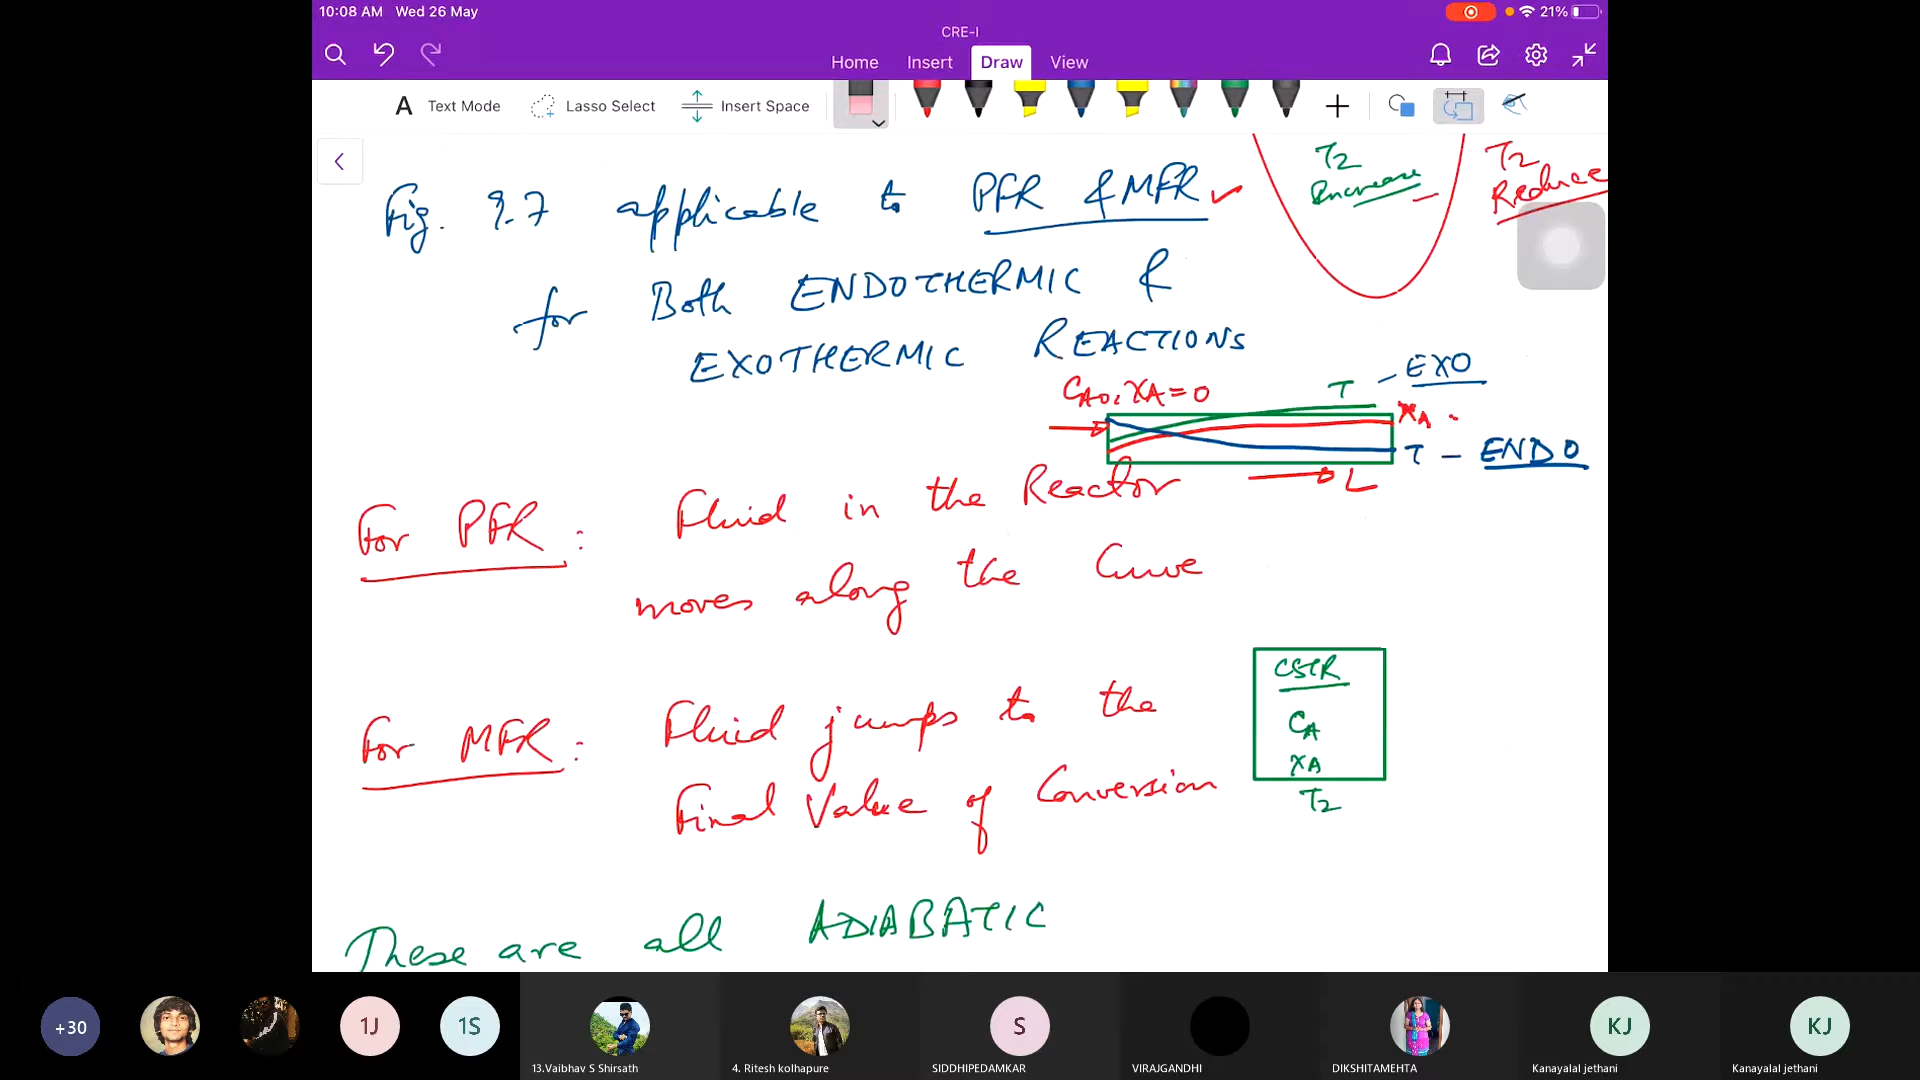 10:08 AM Wed 26 May
21%
CRE-I
Home Insert Draw View
A Text Mode Lasso Select Insert Space
T2 Increase
T2 Reduce
Fig. 9.7 applicable to PFR & MFR
for Both ENDOTHERMIC &
EXOTHERMIC REACTIONS
CA0, XA=0
T - EXO
XA
T - ENDO
L
For PFR: Fluid in the Reactor
moves along the Curve
For MFR: Fluid jumps to the
Final Value of Conversion
CSTR
CA
XA
T2
These are all ADIABATIC
+30
1J
1S
S
KJ
KJ
13.Vaibhav S Shirsath
4. Ritesh kolhapure
SIDDHIPEDAMKAR
VIRAJGANDHI
DIKSHITAMEHTA
Kanayalal jethani
Kanayalal jethani